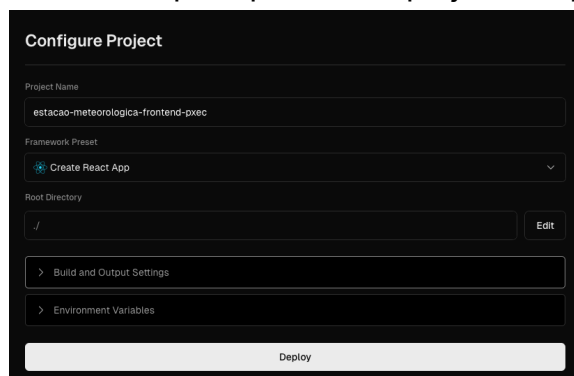 Configure Project
Project Name
estacao-meteorologica-frontend-pxec
Framework Preset
Create React App
Root Directory
./
Edit
Build and Output Settings
Environment Variables
Deploy